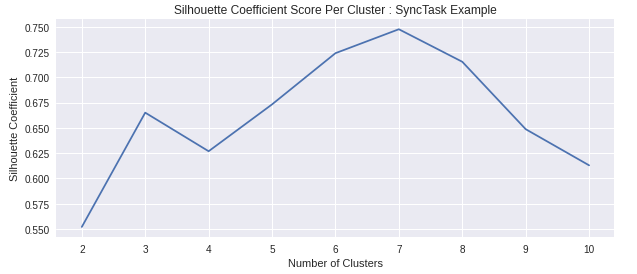 Silhouette Coefficient Score Per Cluster : SyncTask Example
Silhouette Coefficient
0.750
0.725
0.700
0.675
0.650
0.625
0.600
0.575
0.550
2 3 4 5 6 7 8 9 10
Number of Clusters